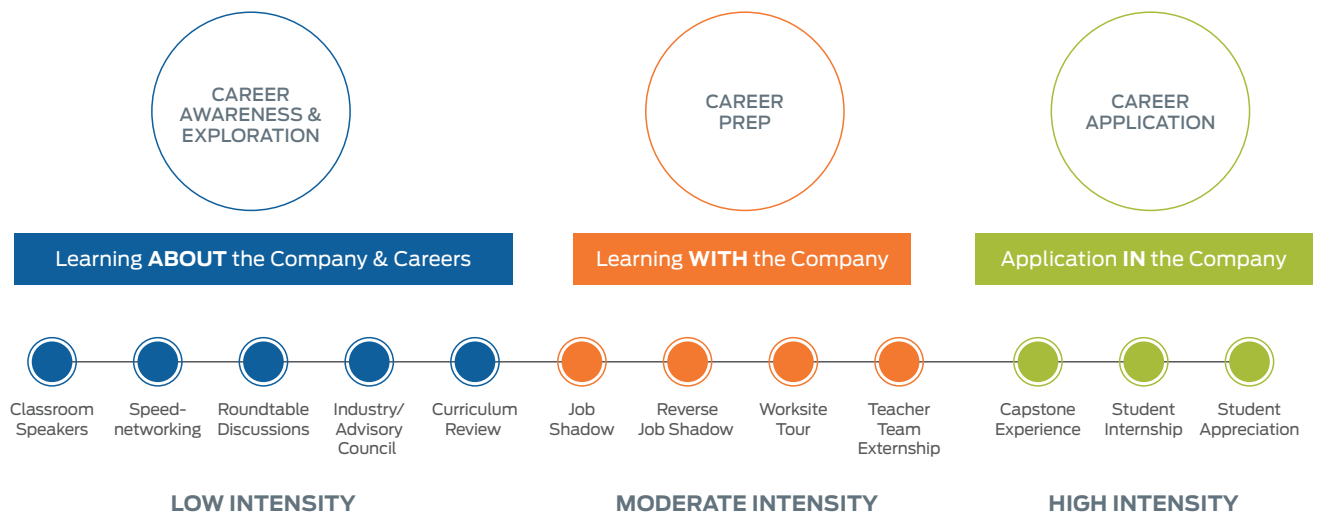 CAREER
AWARENESS &
EXPLORATION
CAREER
PREP
CAREER
APPLICATION
Learning ABOUT the Company & Careers
Learning WITH the Company
Application IN the Company
Classroom
Speakers
Speed-
networking
Roundtable
Discussions
Industry/
Advisory
Council
Curriculum
Review
Job
Shadow
Reverse
Job Shadow
Worksite
Tour
Teacher
Team
Externship
Capstone
Experience
Student
Internship
Student
Appreciation
LOW INTENSITY
MODERATE INTENSITY
HIGH INTENSITY